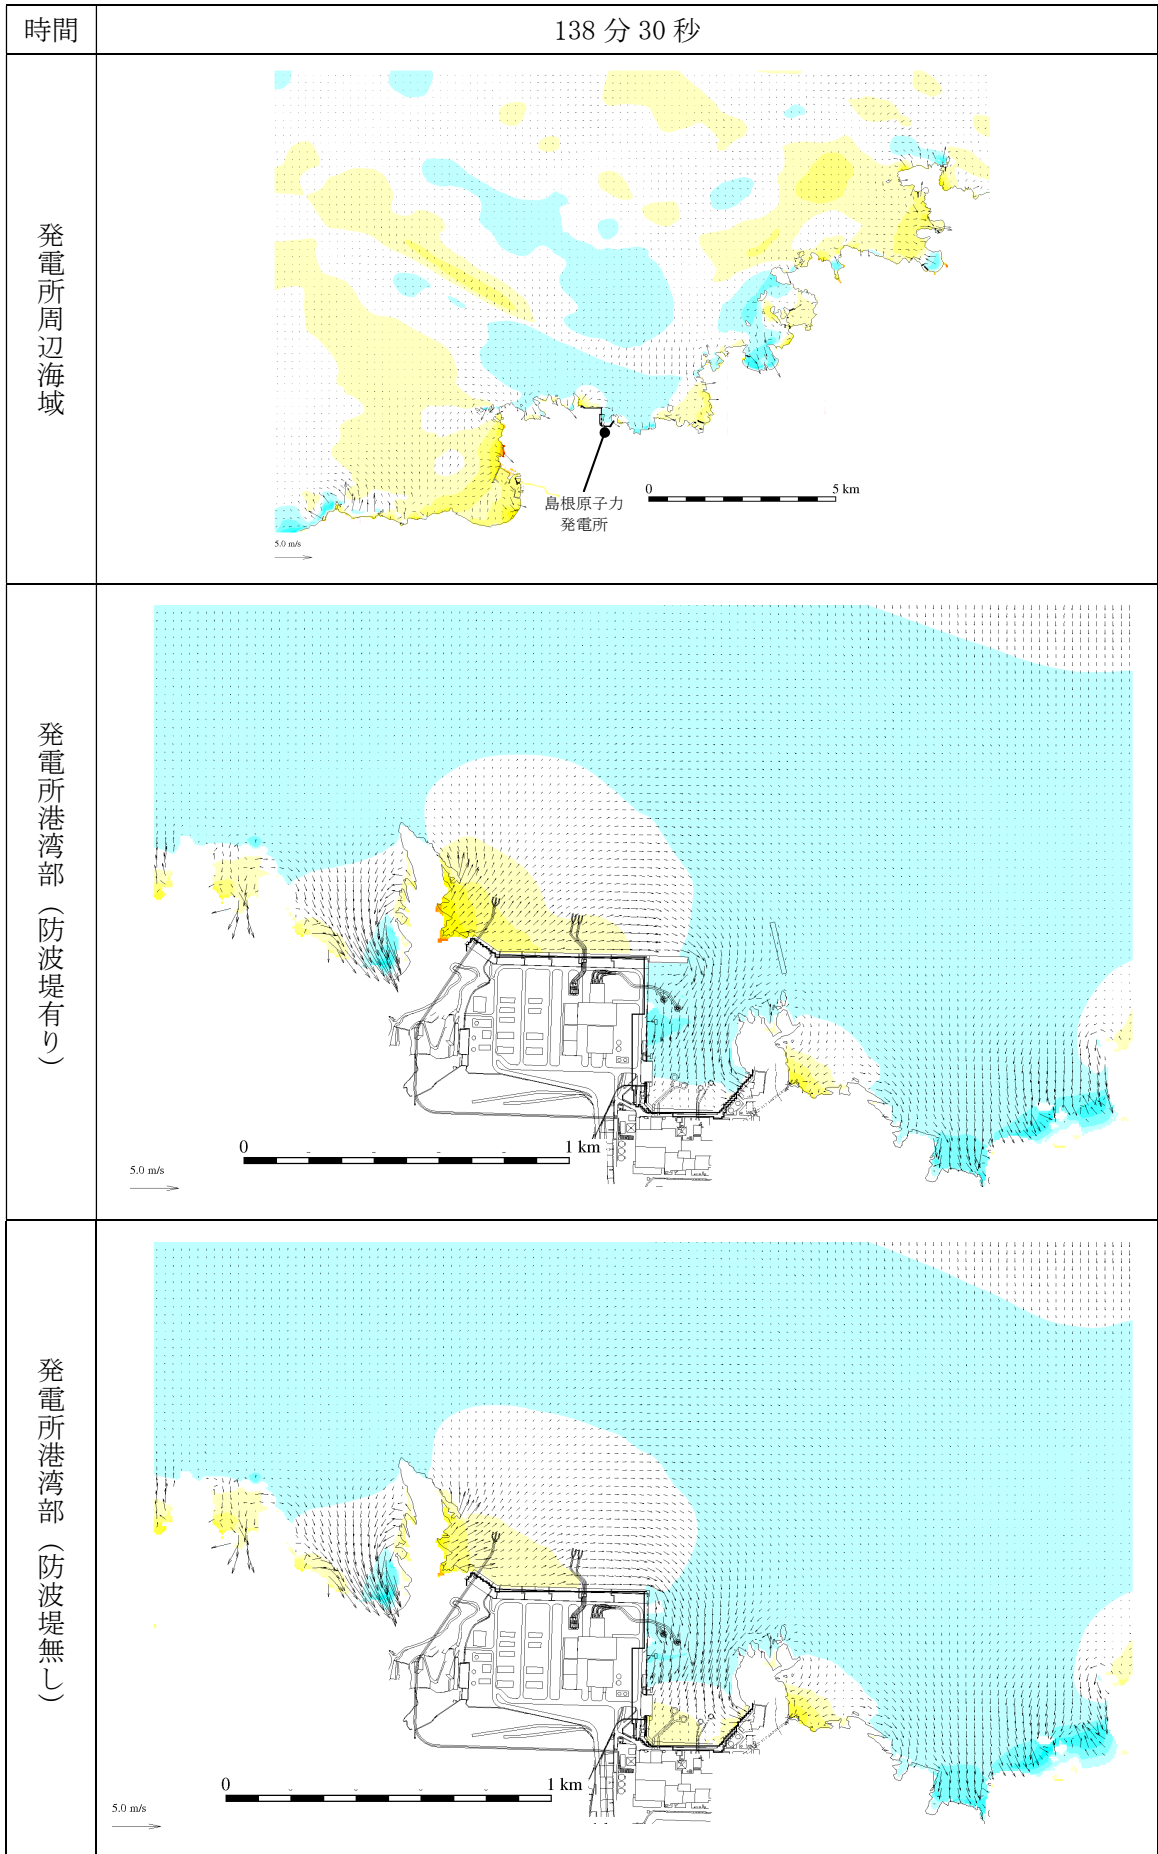 時間
138 分 30 秒
発電所周辺海域
島根原子力
発電所
0 5 km
5.0 m/s
発電所港湾部（防波堤有り）
0 1 km
5.0 m/s
発電所港湾部（防波堤無し）
0 1 km
5.0 m/s